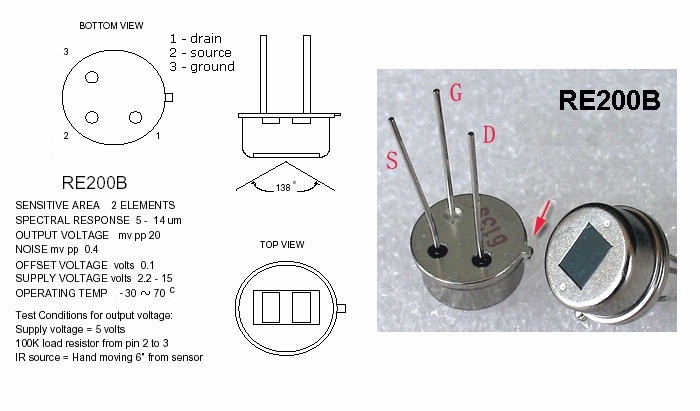 BOTTOM VIEW
1 - drain
2 - source
3 - ground
3
2
1
138°
RE200B
SENSITIVE AREA 2 ELEMENTS
SPECTRAL RESPONSE 5 - 14 um
OUTPUT VOLTAGE mv pp 20
NOISE mv pp 0.4
OFFSET VOLTAGE volts 0.1
SUPPLY VOLTAGE volts 2.2 - 15
OPERATING TEMP -30 ~ 70 C
Test Conditions for output voltage:
Supply voltage = 5 volts
100K load resistor from pin 2 to 3
IR source = Hand moving 6" from sensor
TOP VIEW
RE200B
G
D
S